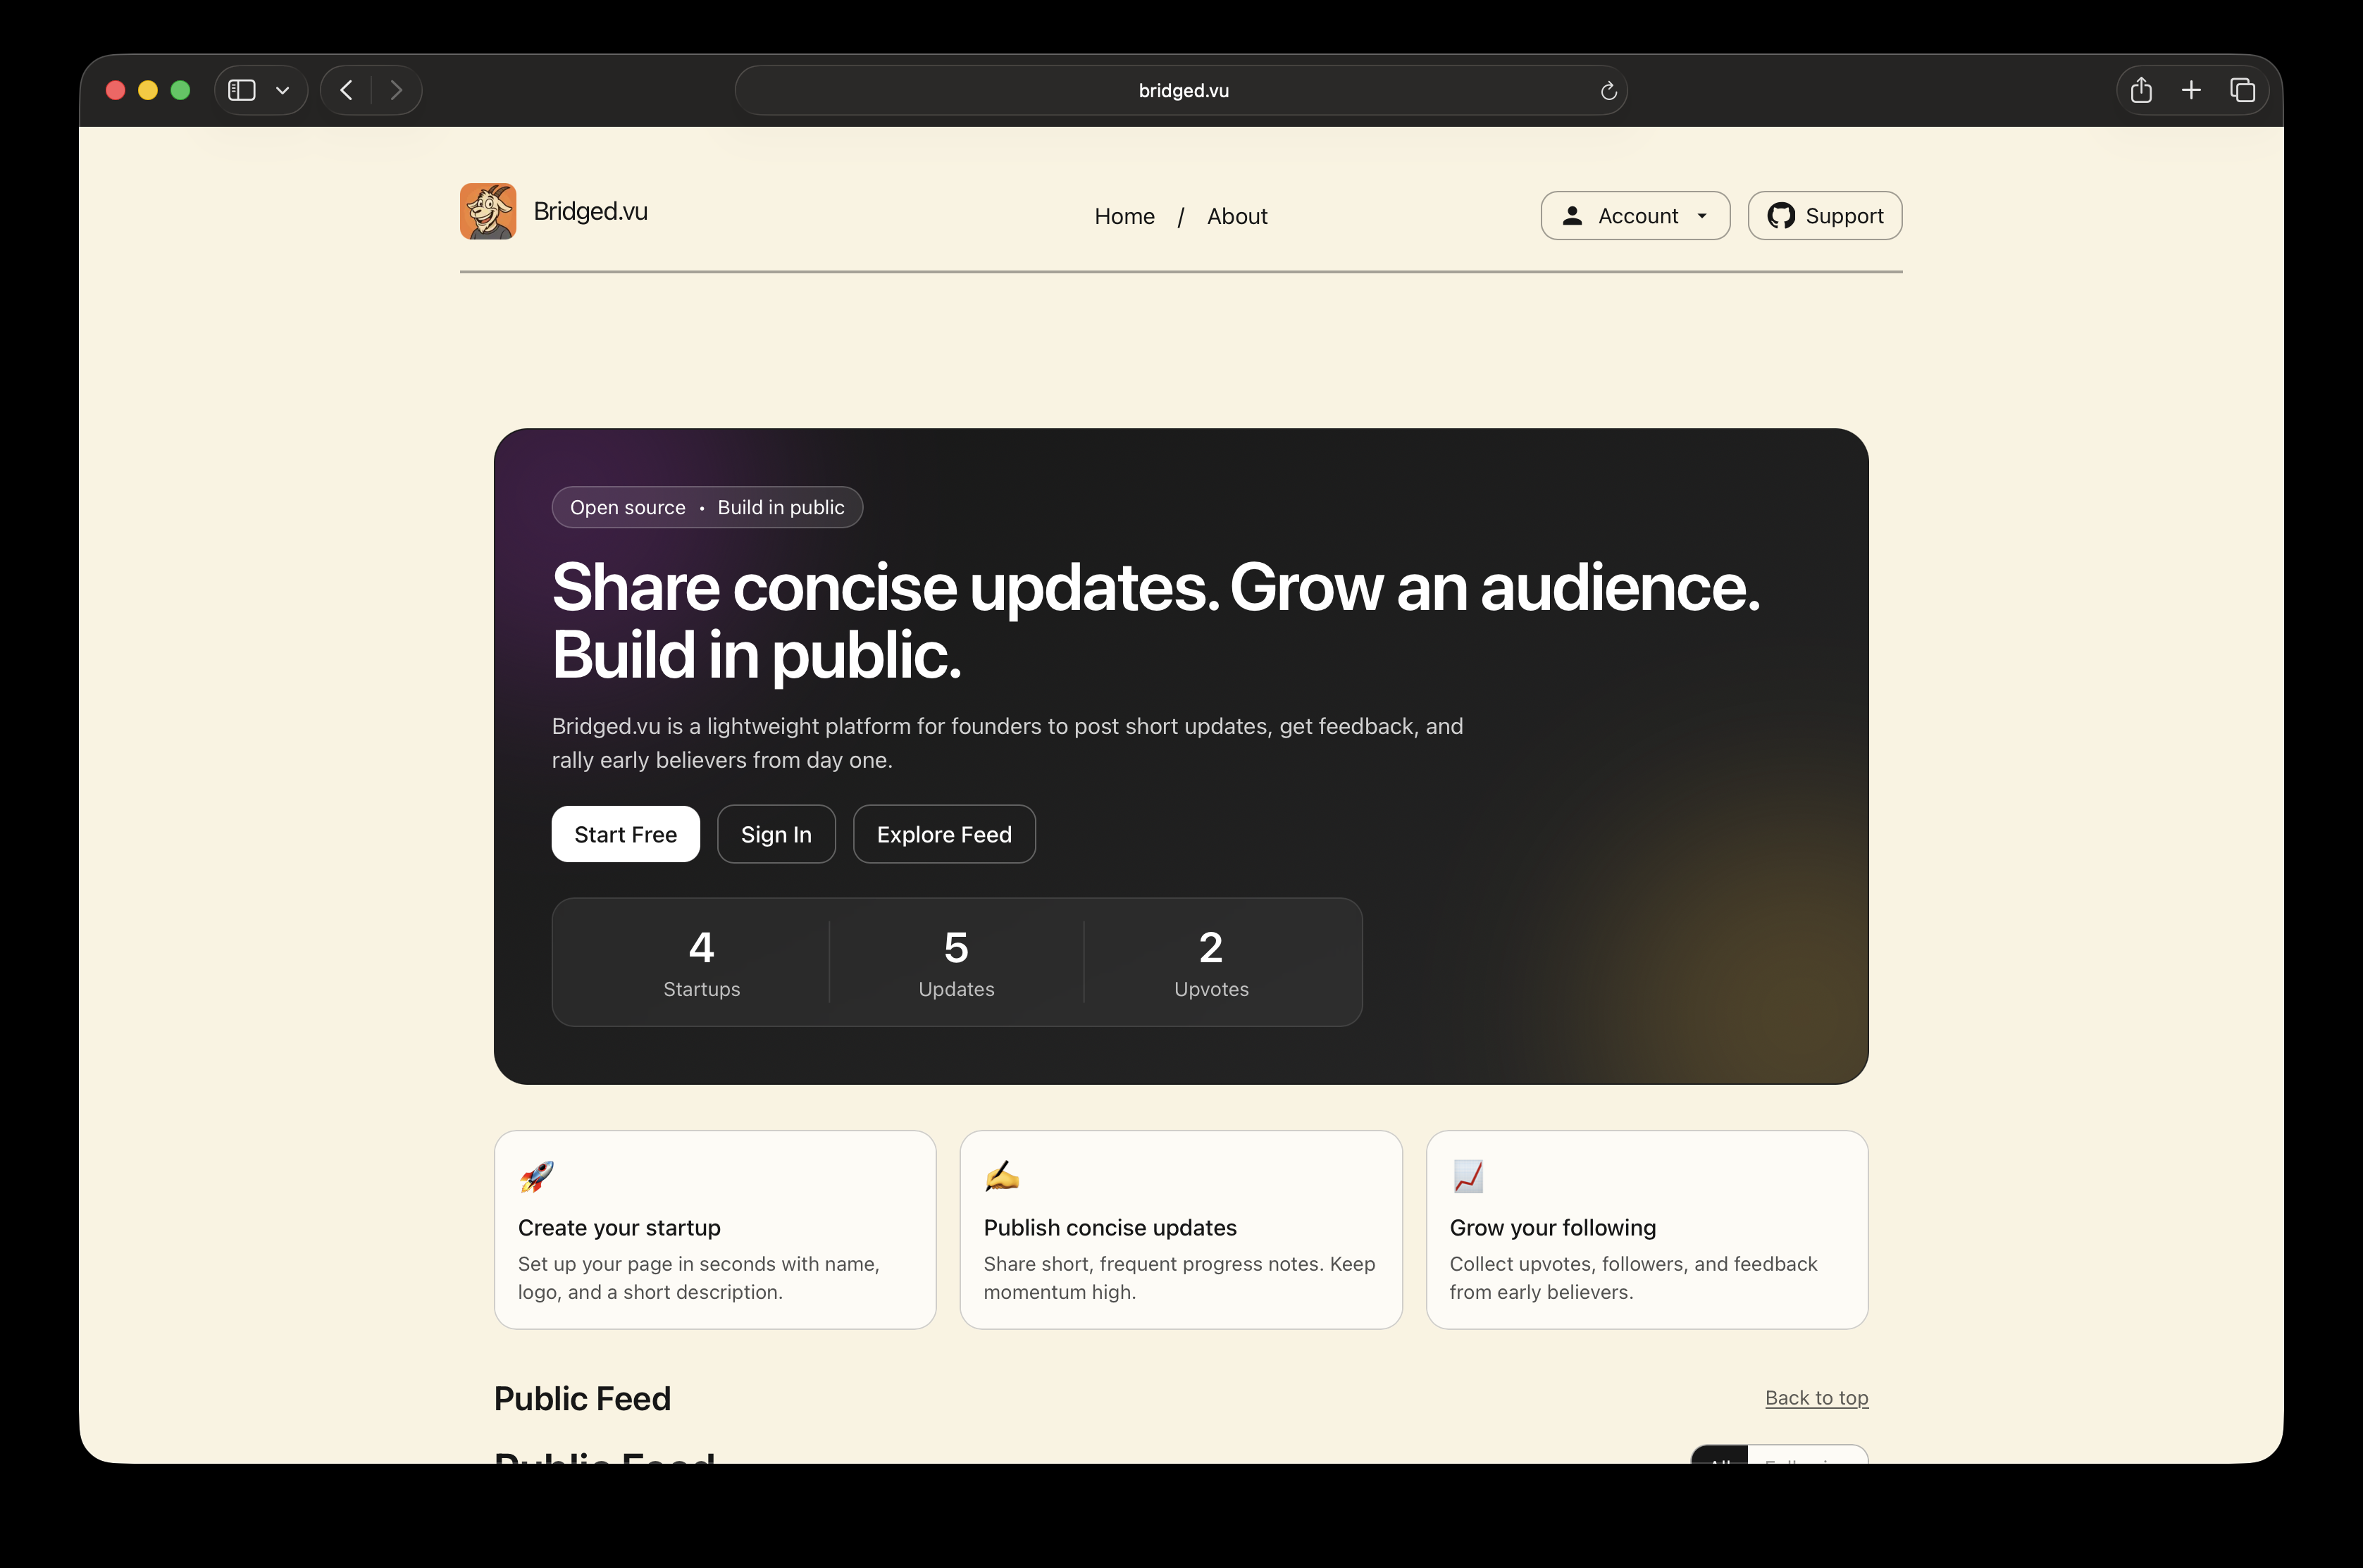 bridged.vu
Bridged.vu
Home / About
Account
Support
Open source • Build in public
Share concise updates. Grow an audience.
Build in public.
Bridged.vu is a lightweight platform for founders to post short updates, get feedback, and
rally early believers from day one.
Start Free
Sign In
Explore Feed
4
Startups
5
Updates
2
Upvotes
Create your startup
Set up your page in seconds with name,
logo, and a short description.
Publish concise updates
Share short, frequent progress notes. Keep
momentum high.
Grow your following
Collect upvotes, followers, and feedback
from early believers.
Public Feed
Back to top
Public Feed